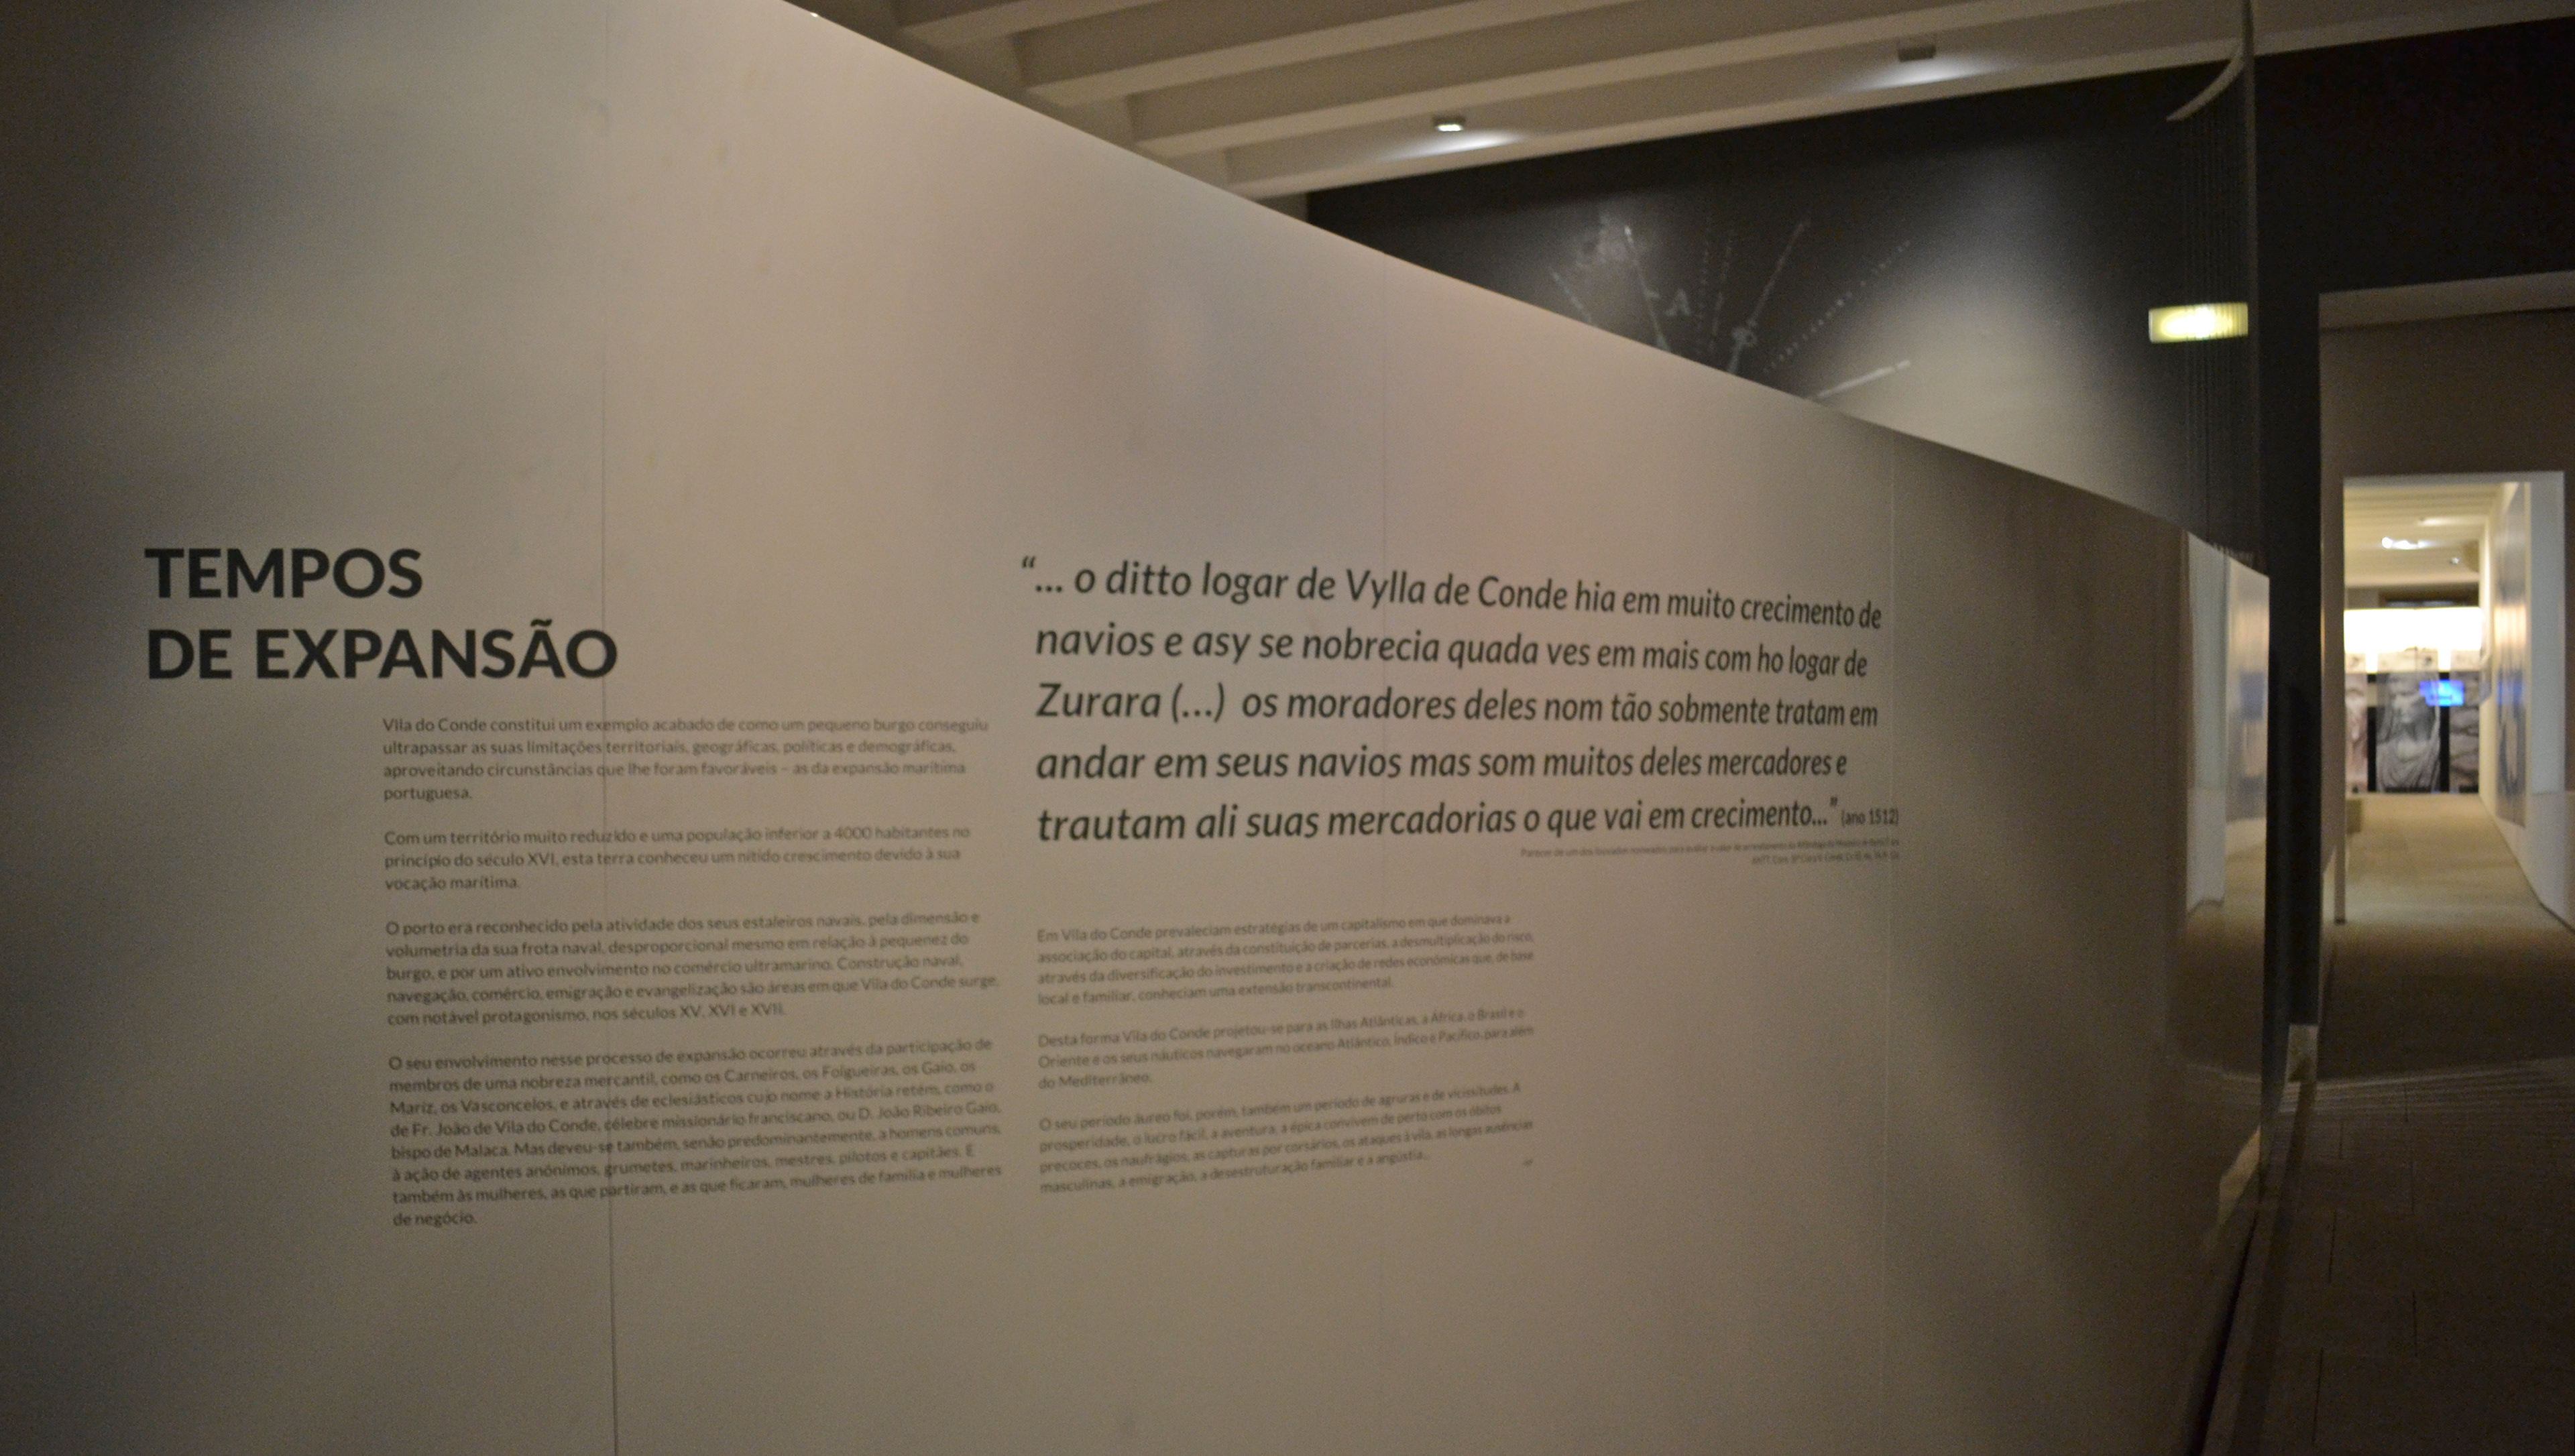 TEMPOS
DE EXPANSÃO
Vila do Conde constitui um exemplo acabado de como um pequeno burgo conseguiu
ultrapassar as suas limitações territoriais, geográficas, políticas e demográficas,
aproveitando circunstâncias que lhe foram favoráveis – as da expansão marítima
portuguesa.
Com um território muito reduzido e uma população inferior a 4000 habitantes no
princípio do século XVI, esta terra conheceu um nítido crescimento devido à sua
vocação marítima.
O porto era reconhecido pela atividade dos seus estaleiros navais, pela dimensão e
volumetria da sua frota naval, desproporcional mesmo em relação à pequenez do
burgo, e por um ativo envolvimento no comércio ultramarino. Construção naval,
navegação, comércio, emigração e evangelização são áreas em que Vila do Conde surge,
com notável protagonismo, nos séculos XV, XVI e XVII.
O seu envolvimento nesse processo de expansão ocorreu através da participação de
membros de uma nobreza mercantil, como os Carneiros, os Folgueiras, os Gaio, os
Mariz, os Vasconcelos, e através de eclesiásticos cujo nome a História retém, como o
de Fr. João de Vila do Conde, célebre missionário franciscano, ou D. João Ribeiro Gaio,
bispo de Malaca. Mas deveu-se também, senão predominantemente, a homens comuns,
à ação de agentes anónimos, grumetes, marinheiros, mestres, pilotos e capitães. E
também às mulheres, as que partiram, e as que ficaram, mulheres de família e mulheres
de negócio.
“... o ditto logar de Vylla de Conde hia em muito crecimento de
navios e asy se nobrecia quada ves em mais com ho logar de
Zurara (...) os moradores deles nom tão sobmente tratam em
andar em seus navios mas som muitos deles mercadores e
trautam ali suas mercadorias o que vai em crecimento...” (ano 1512)
Parecer de um dos
Em Vila do Conde prevaleciam estratégias de um capitalismo em que dominava a
associação do capital, através da constituição de parcerias, a desmultiplicação do risco,
através da diversificação do investimento e a criação de redes económicas que, de base
local e familiar, conheciam uma extensão transcontinental.
Desta forma Vila do Conde projetou-se para as Ilhas Atlânticas, a África, o Brasil e o
Oriente e os seus náuticos navegaram no oceano Atlântico, Índico e Pacífico, para além
do Mediterrâneo.
O seu período áureo foi, porém, também um período de agruras e de vicissitudes. A
prosperidade, o lucro fácil, a aventura, a épica convivem de perto com os óbitos
precoces, os naufrágios, as capturas por corsários, os ataques à vila, as longas ausências
masculinas, a emigração, a desestruturação familiar e a angústia...
A